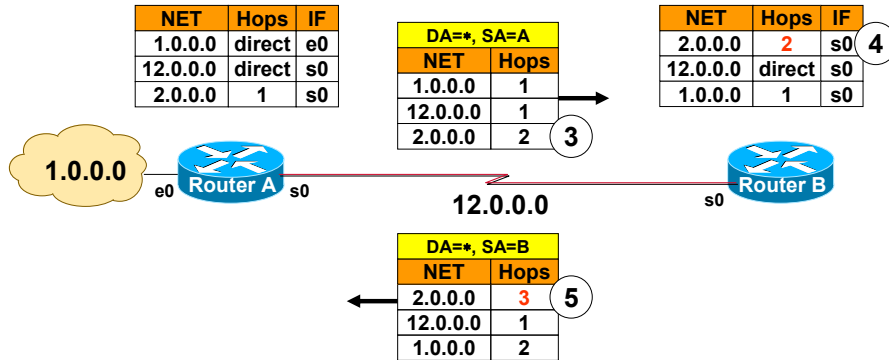 NET Hops IF
1.0.0.0 direct e0
12.0.0.0 direct s0
2.0.0.0 1 s0
DA=*, SA=A
NET Hops
1.0.0.0 1
12.0.0.0 1
2.0.0.0 2
3
NET Hops IF
2.0.0.0 2 s0
12.0.0.0 direct s0
1.0.0.0 1 s0
4
1.0.0.0
e0
Router A
s0
12.0.0.0
s0
Router B
DA=*, SA=B
NET Hops
2.0.0.0 3
12.0.0.0 1
1.0.0.0 2
5